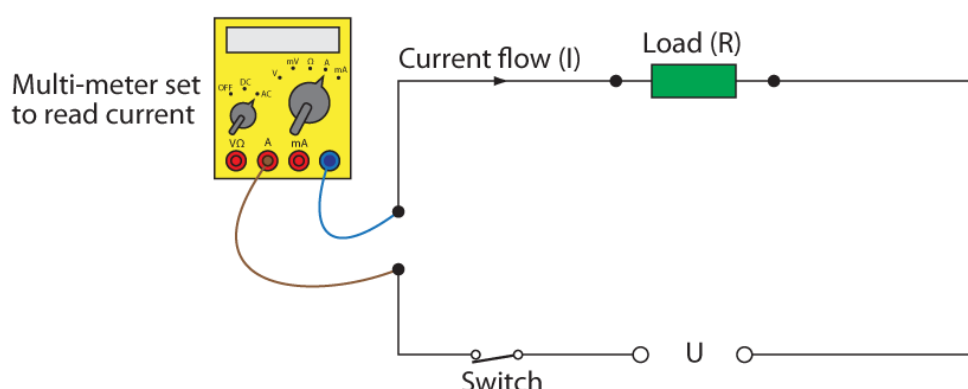 Multi-meter set
to read current
OFF DC AC
V mV Ω A mA
VΩ A mA
Current flow (I)
Load (R)
Switch
U